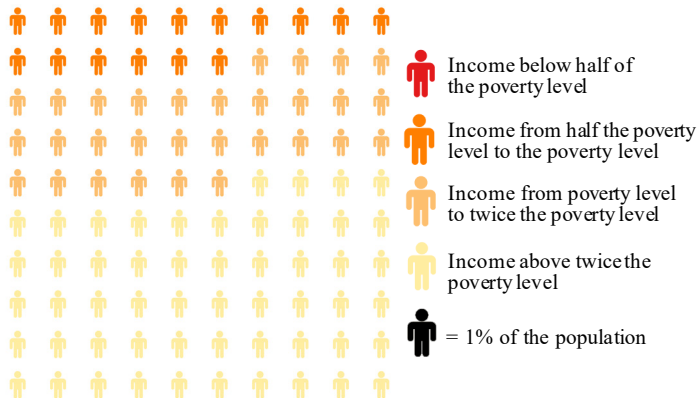 Income below half of
the poverty level
Income from half the poverty
level to the poverty level
Income from poverty level
to twice the poverty level
Income above twice the
poverty level
= 1% of the population